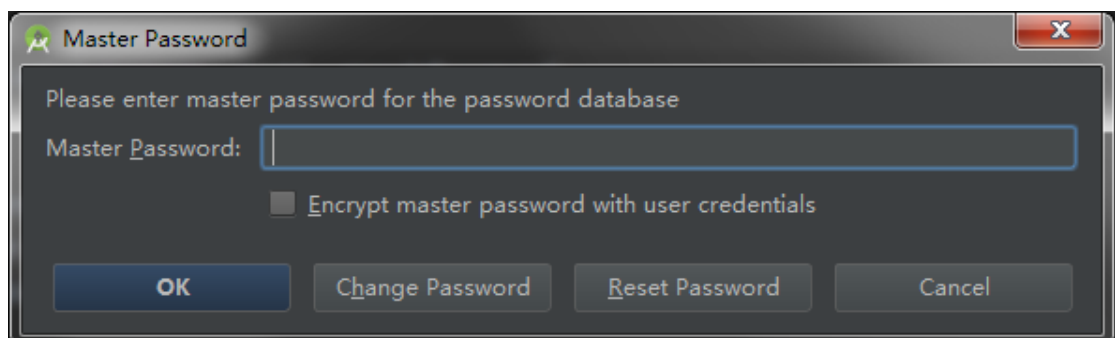 Master Password
Please enter master password for the password database
Master Password:
Encrypt master password with user credentials
OK Change Password Reset Password Cancel